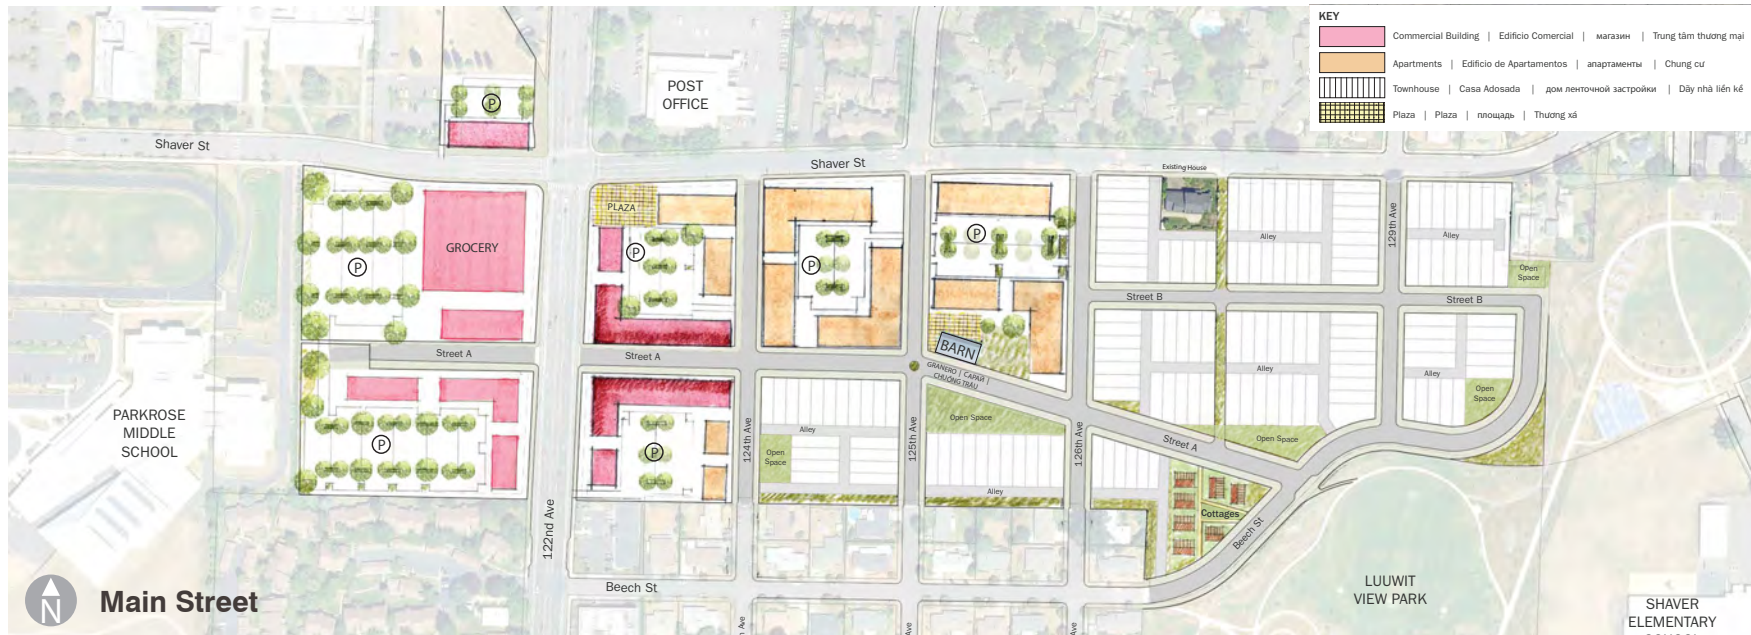 KEY
Commercial Building | Edificio Comercial | магазин | Trung tâm thương mại
Apartments | Edificio de Apartamentos | апартаменты | Chung cư
Townhouse | Casa Adosada | дом ленточной застройки | Dãy nhà liền kề
Plaza | Plaza | площадь | Thương xá
POST
OFFICE
P
Shaver St
Shaver St
Existing House
PLAZA
GROCERY
P
P
P
P
Alley
129th Ave
Alley
Open
Space
Street B
Street B
Street A
Street A
BARN
GRANERO | САРАЙ |
CHUỒNG TRÂU
Alley
Alley
Open
Space
PARKROSE
MIDDLE
SCHOOL
P
P
124th Ave
Alley
Open
Space
125th Ave
Open Space
Alley
126th Ave
Street A
Open Space
Cottages
Beech St
122nd Ave
Beech St
N
Main Street
LUUWIT
VIEW PARK
SHAVER
ELEMENTARY
Ave
Ave
Ave